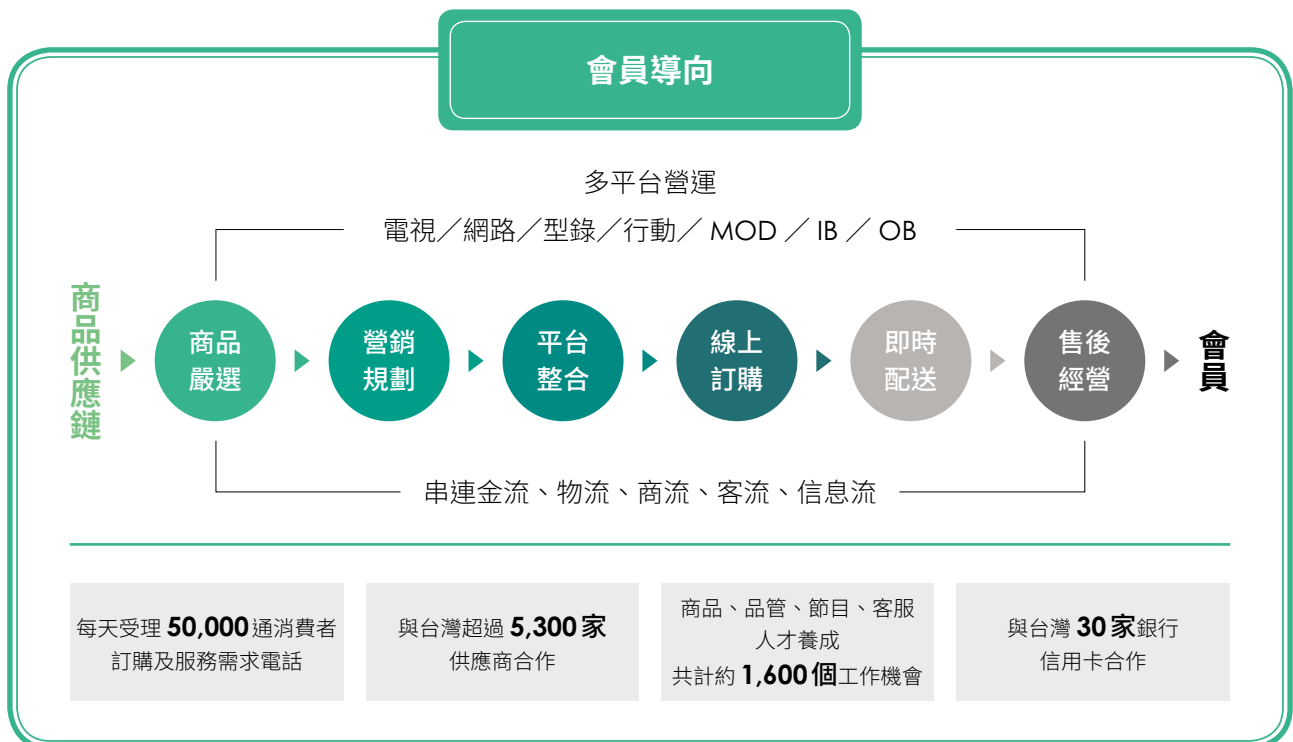 會員導向
多平台營運
電視／網路／型錄／行動／ MOD ／ IB ／ OB
商品供應鏈
商品
嚴選
營銷
規劃
平台
整合
線上
訂購
即時
配送
售後
經營
會員
串連金流、物流、商流、客流、信息流
每天受理 50,000 通消費者
訂購及服務需求電話
與台灣超過 5,300 家
供應商合作
商品、品管、節目、客服
人才養成
共計約 1,600 個工作機會
與台灣 30 家銀行
信用卡合作